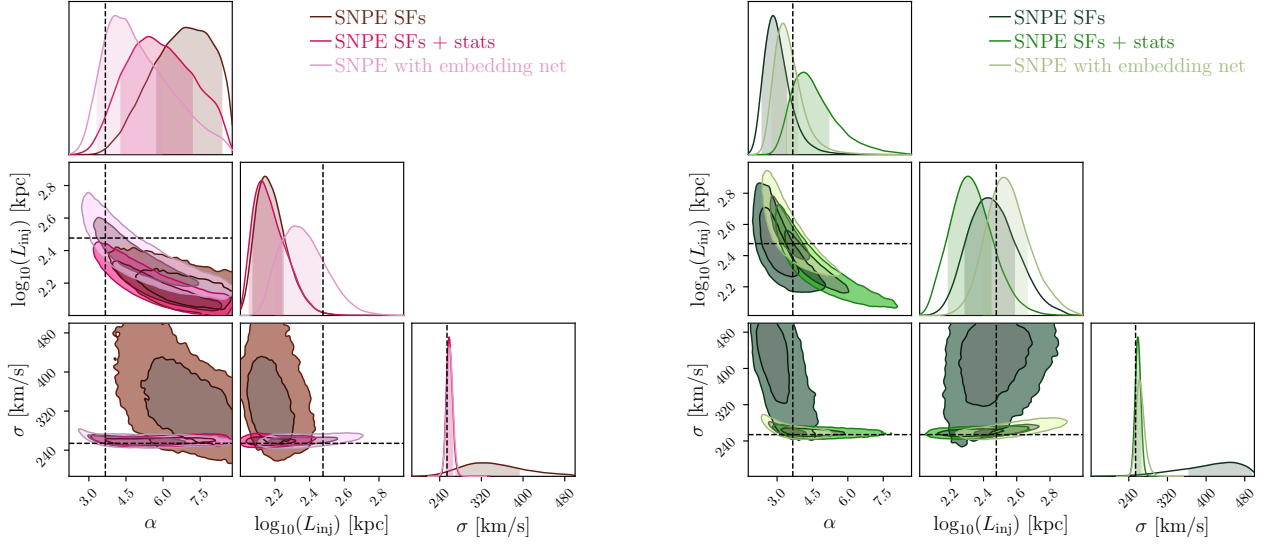 SNPE SFs
SNPE SFs + stats
SNPE with embedding net
log₁₀(L_inj) [kpc]
2.8
2.6
2.4
2.2
σ [km/s]
480
400
320
240
3.0 4.5 6.0 7.5
α
2.2 2.4 2.6 2.8
log₁₀(L_inj) [kpc]
240 320 400 480
σ [km/s]
SNPE SFs
SNPE SFs + stats
SNPE with embedding net
log₁₀(L_inj) [kpc]
2.8
2.6
2.4
2.2
σ [km/s]
480
400
320
240
3.0 4.5 6.0 7.5
α
2.2 2.4 2.6 2.8
log₁₀(L_inj) [kpc]
240 320 400 480
σ [km/s]